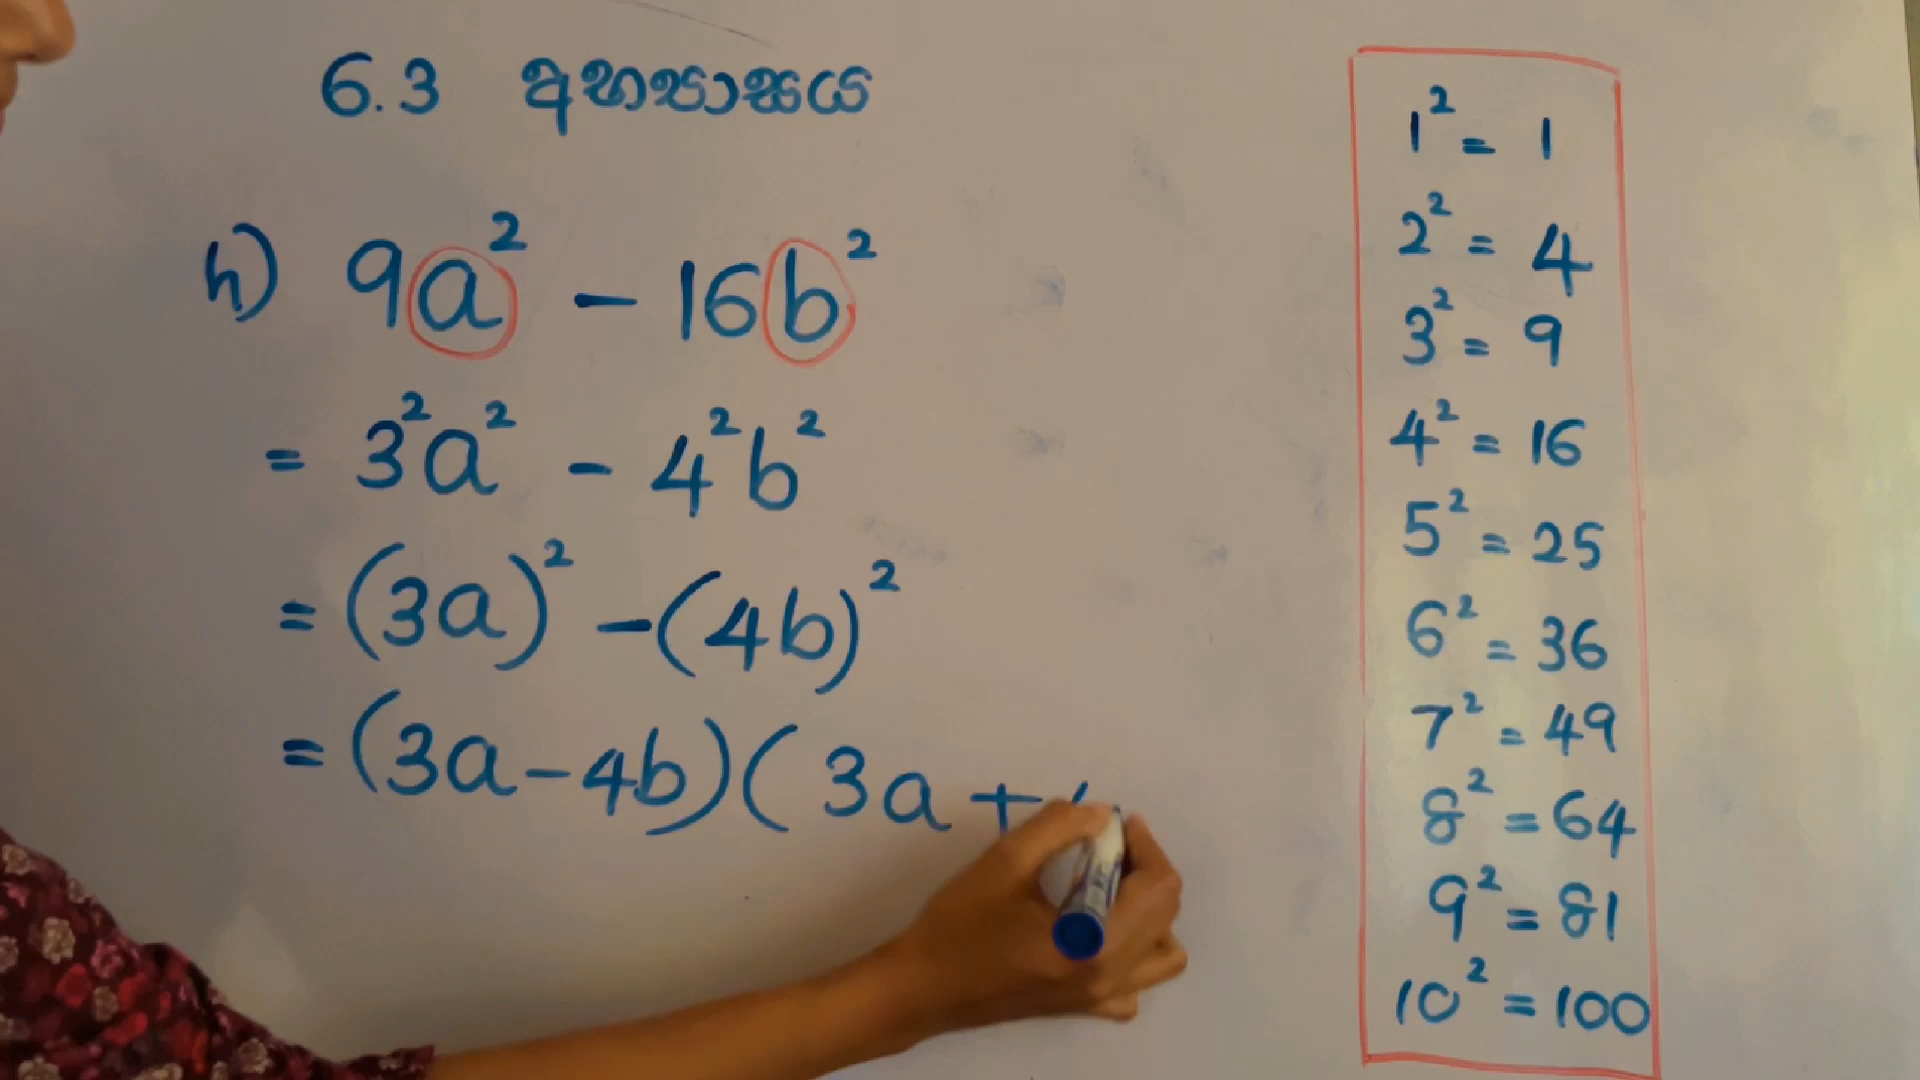 6.3 අභ්‍යාසය
h) 9a² - 16b²
= 3²a² - 4²b²
= (3a)² - (4b)²
= (3a - 4b)(3a +
1² = 1
2² = 4
3² = 9
4² = 16
5² = 25
6² = 36
7² = 49
8² = 64
9² = 81
10² = 100